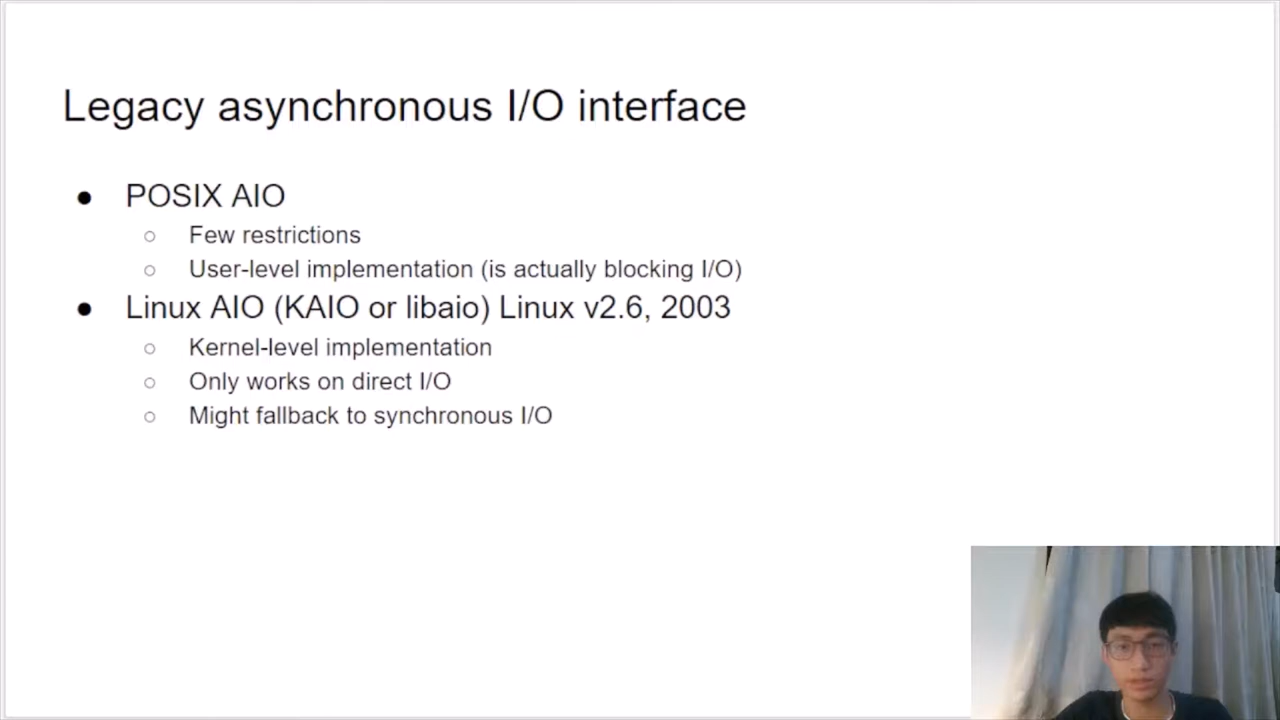 Legacy asynchronous I/O interface
● POSIX AIO
○ Few restrictions
○ User-level implementation (is actually blocking I/O)
● Linux AIO (KAIO or libaio) Linux v2.6, 2003
○ Kernel-level implementation
○ Only works on direct I/O
○ Might fallback to synchronous I/O